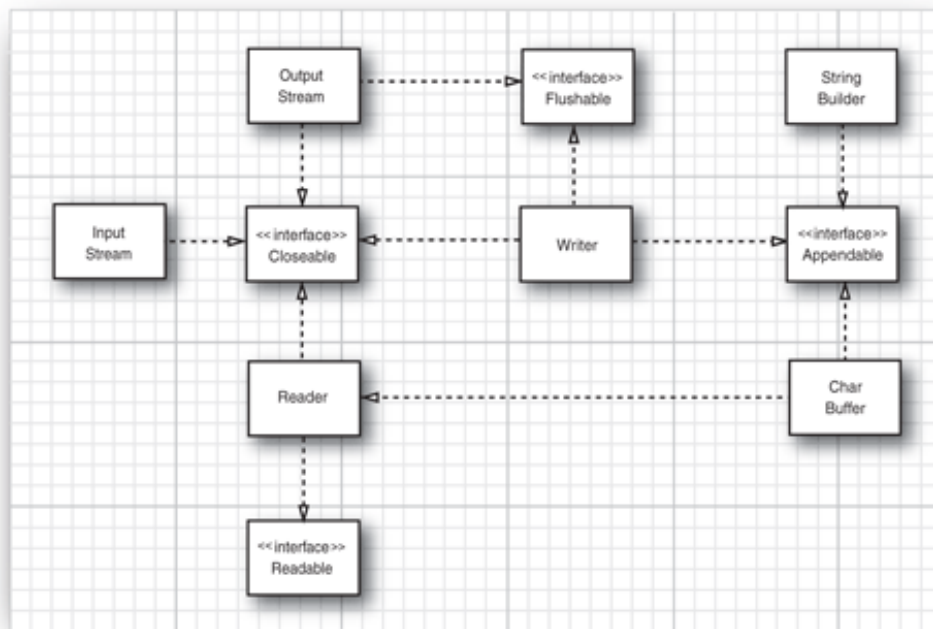 Output
Stream
<<interface>>
Flushable
String
Builder
Input
Stream
<<interface>>
Closeable
Writer
<<interface>>
Appendable
Reader
Char
Buffer
<<interface>>
Readable